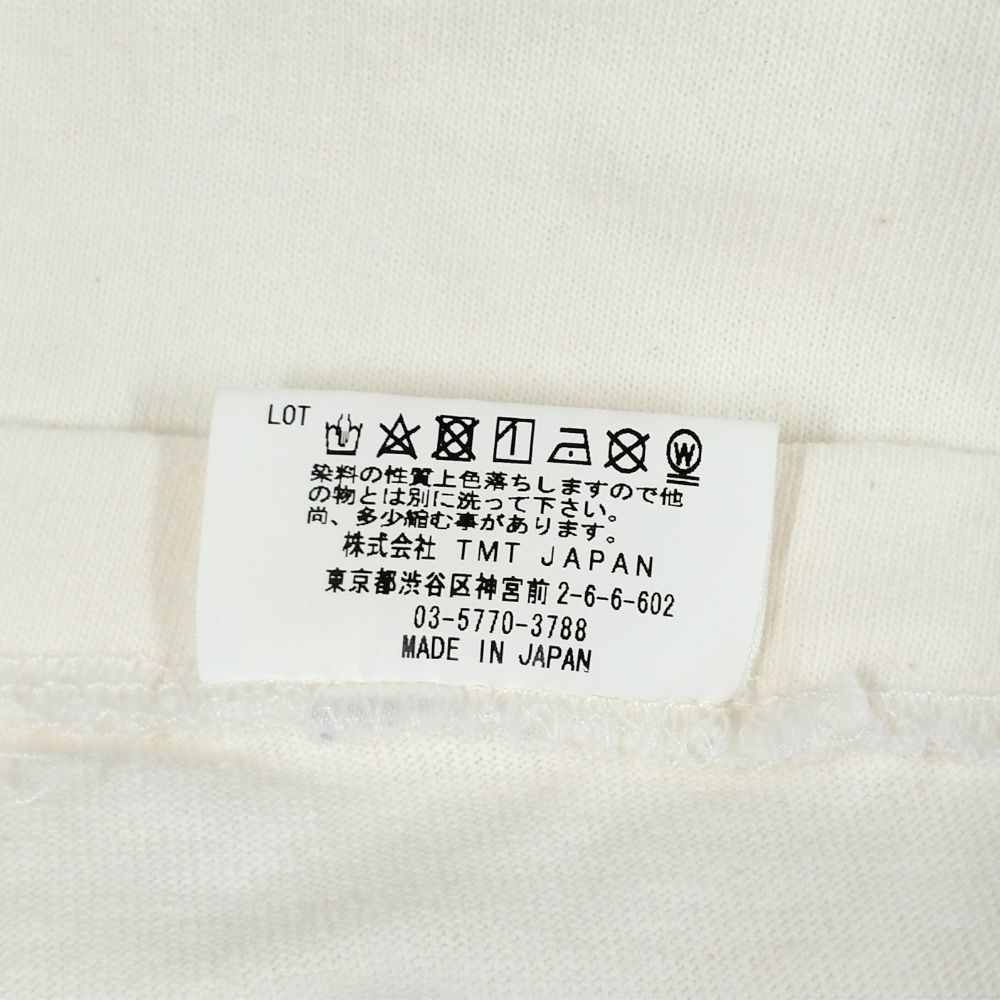 LOT
染料の性質上色落ちしますので他
の物とは別に洗って下さい。
尚、多少縮む事があります。
株式会社 TMT JAPAN
東京都渋谷区神宮前 2-6-6-602
03-5770-3788
MADE IN JAPAN